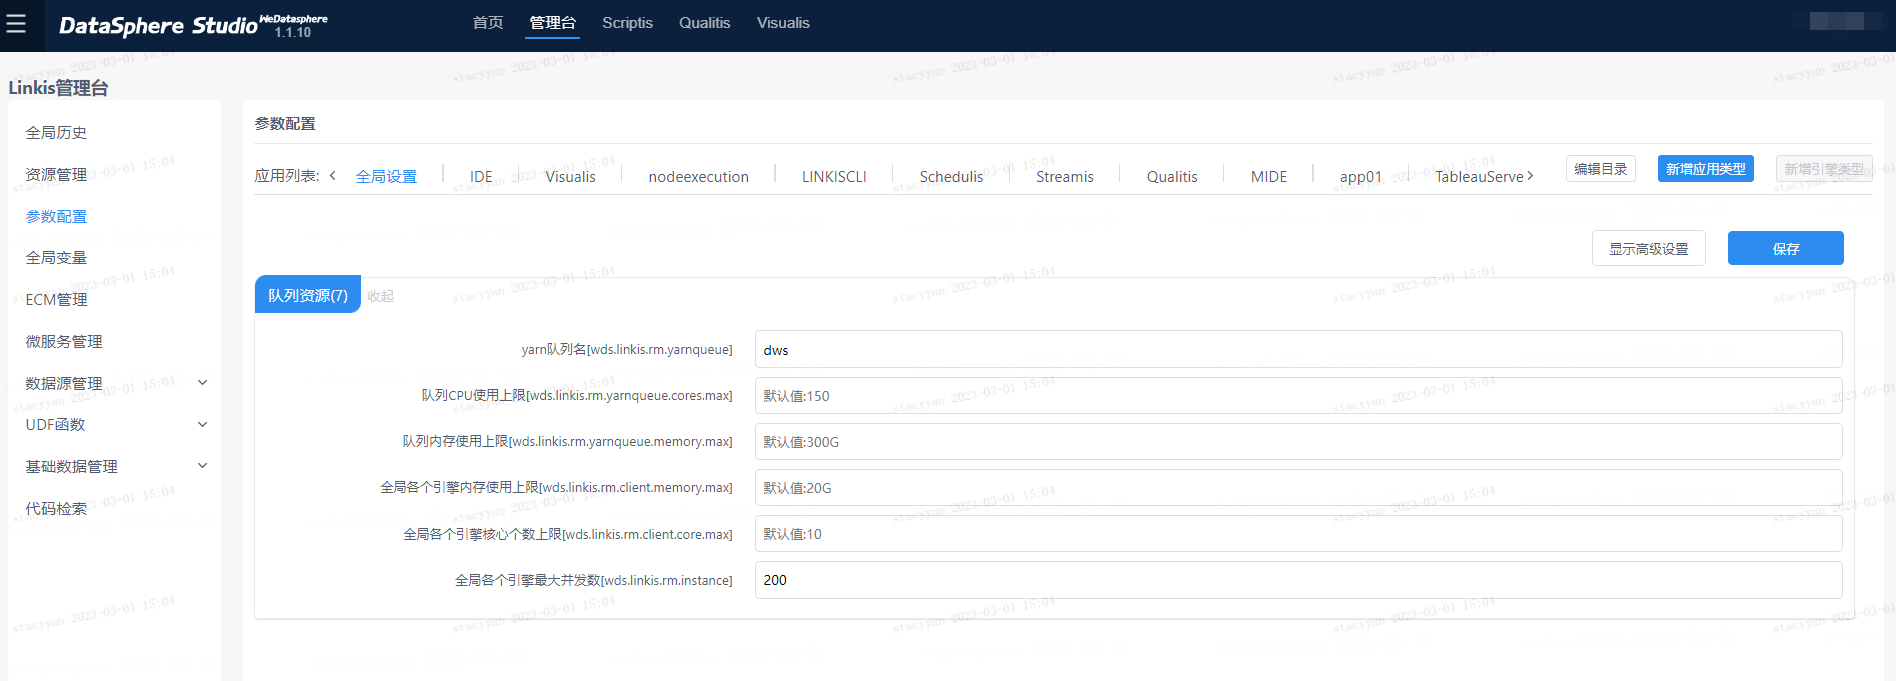 DataSphere Studio WeDatasphere 1.1.10 首页 管理台 Scriptis Qualitis Visualis
Linkis管理台
全局历史
资源管理
参数配置
全局变量
ECM管理
微服务管理
数据源管理
UDF函数
基础数据管理
代码检索
参数配置
应用列表: < 全局设置 IDE Visualis nodeexecution LINKISCLI Schedulis Streamis Qualitis MIDE app01 TableauServe > 编辑目录 新增应用类型 新增引擎类型
显示高级设置 保存
队列资源(7) 收起
yarn队列名[wds.linkis.rm.yarnqueue] dws
队列CPU使用上限[wds.linkis.rm.yarnqueue.cores.max] 默认值:150
队列内存使用上限[wds.linkis.rm.yarnqueue.memory.max] 默认值:300G
全局各个引擎内存使用上限[wds.linkis.rm.client.memory.max] 默认值:20G
全局各个引擎核心个数上限[wds.linkis.rm.client.core.max] 默认值:10
全局各个引擎最大并发数[wds.linkis.rm.instance] 200
stacyyan 2023-03-01 15:04